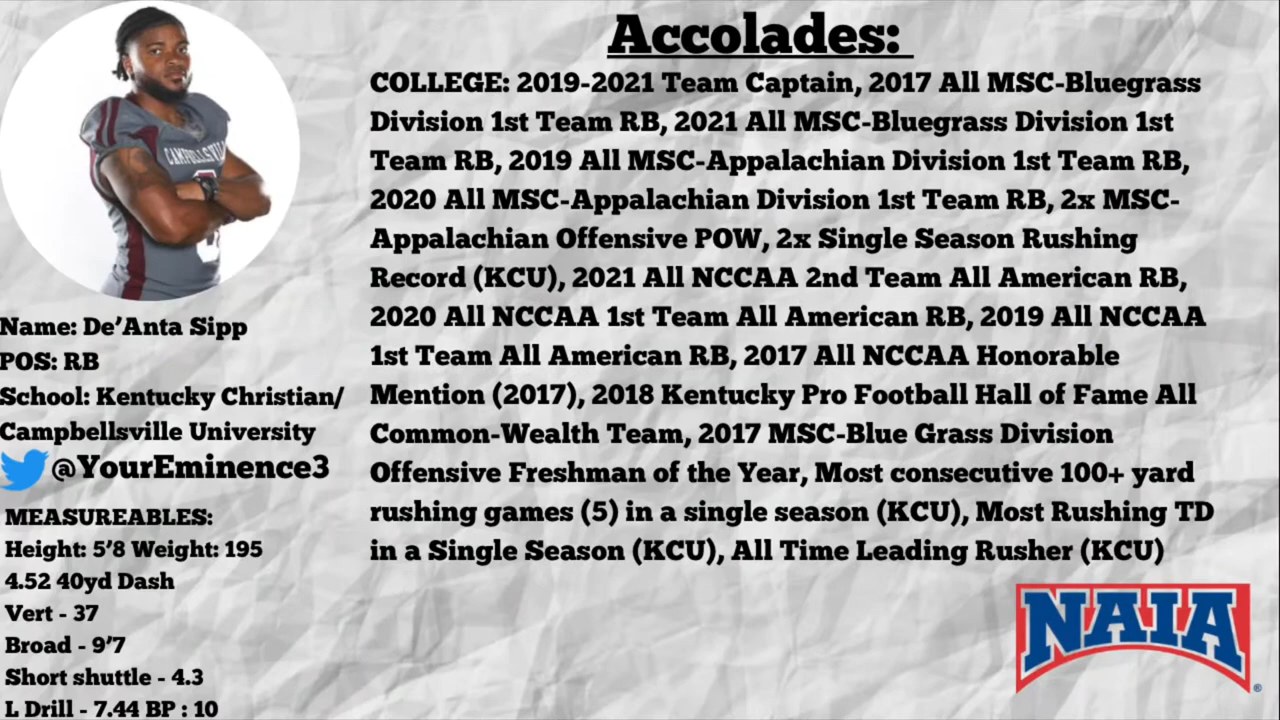 Accolades:
COLLEGE: 2019-2021 Team Captain, 2017 All MSC-Bluegrass
Division 1st Team RB, 2021 All MSC-Bluegrass Division 1st
Team RB, 2019 All MSC-Appalachian Division 1st Team RB,
2020 All MSC-Appalachian Division 1st Team RB, 2x MSC-
Appalachian Offensive POW, 2x Single Season Rushing
Record (KCU), 2021 All NCCAA 2nd Team All American RB,
2020 All NCCAA 1st Team All American RB, 2019 All NCCAA
1st Team All American RB, 2017 All NCCAA Honorable
Mention (2017), 2018 Kentucky Pro Football Hall of Fame All
Common-Wealth Team, 2017 MSC-Blue Grass Division
Offensive Freshman of the Year, Most consecutive 100+ yard
rushing games (5) in a single season (KCU), Most Rushing TD
in a Single Season (KCU), All Time Leading Rusher (KCU)
Name: De’Anta Sipp
POS: RB
School: Kentucky Christian/
Campbellsville University
@YourEminence3
MEASUREABLES:
Height: 5’8 Weight: 195
4.52 40yd Dash
Vert - 37
Broad - 9’7
Short shuttle - 4.3
L Drill - 7.44 BP : 10
NAIA
®